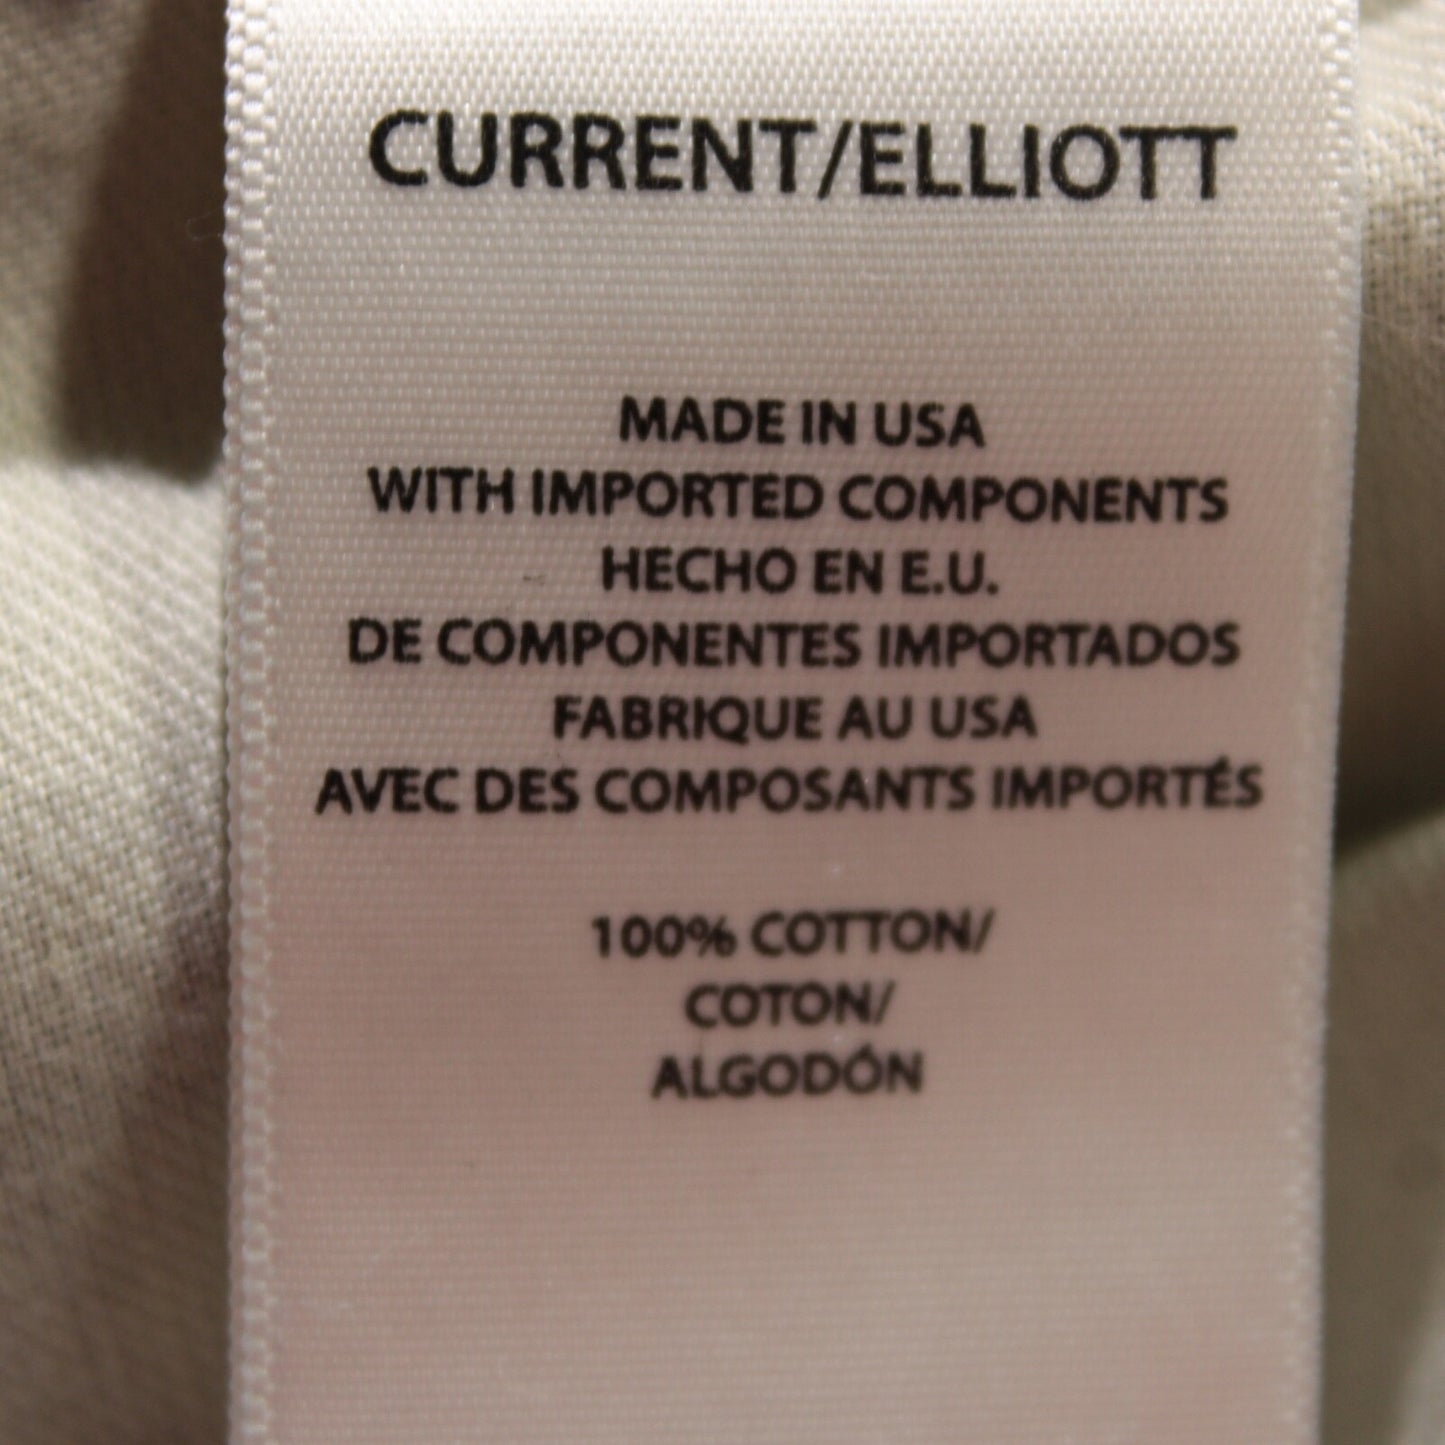 CURRENT/ELLIOTT
MADE IN USA
WITH IMPORTED COMPONENTS
HECHO EN E.U.
DE COMPONENTES IMPORTADOS
FABRIQUE AU USA
AVEC DES COMPOSANTS IMPORTÉS
100% COTTON/
COTON/
ALGODÓN